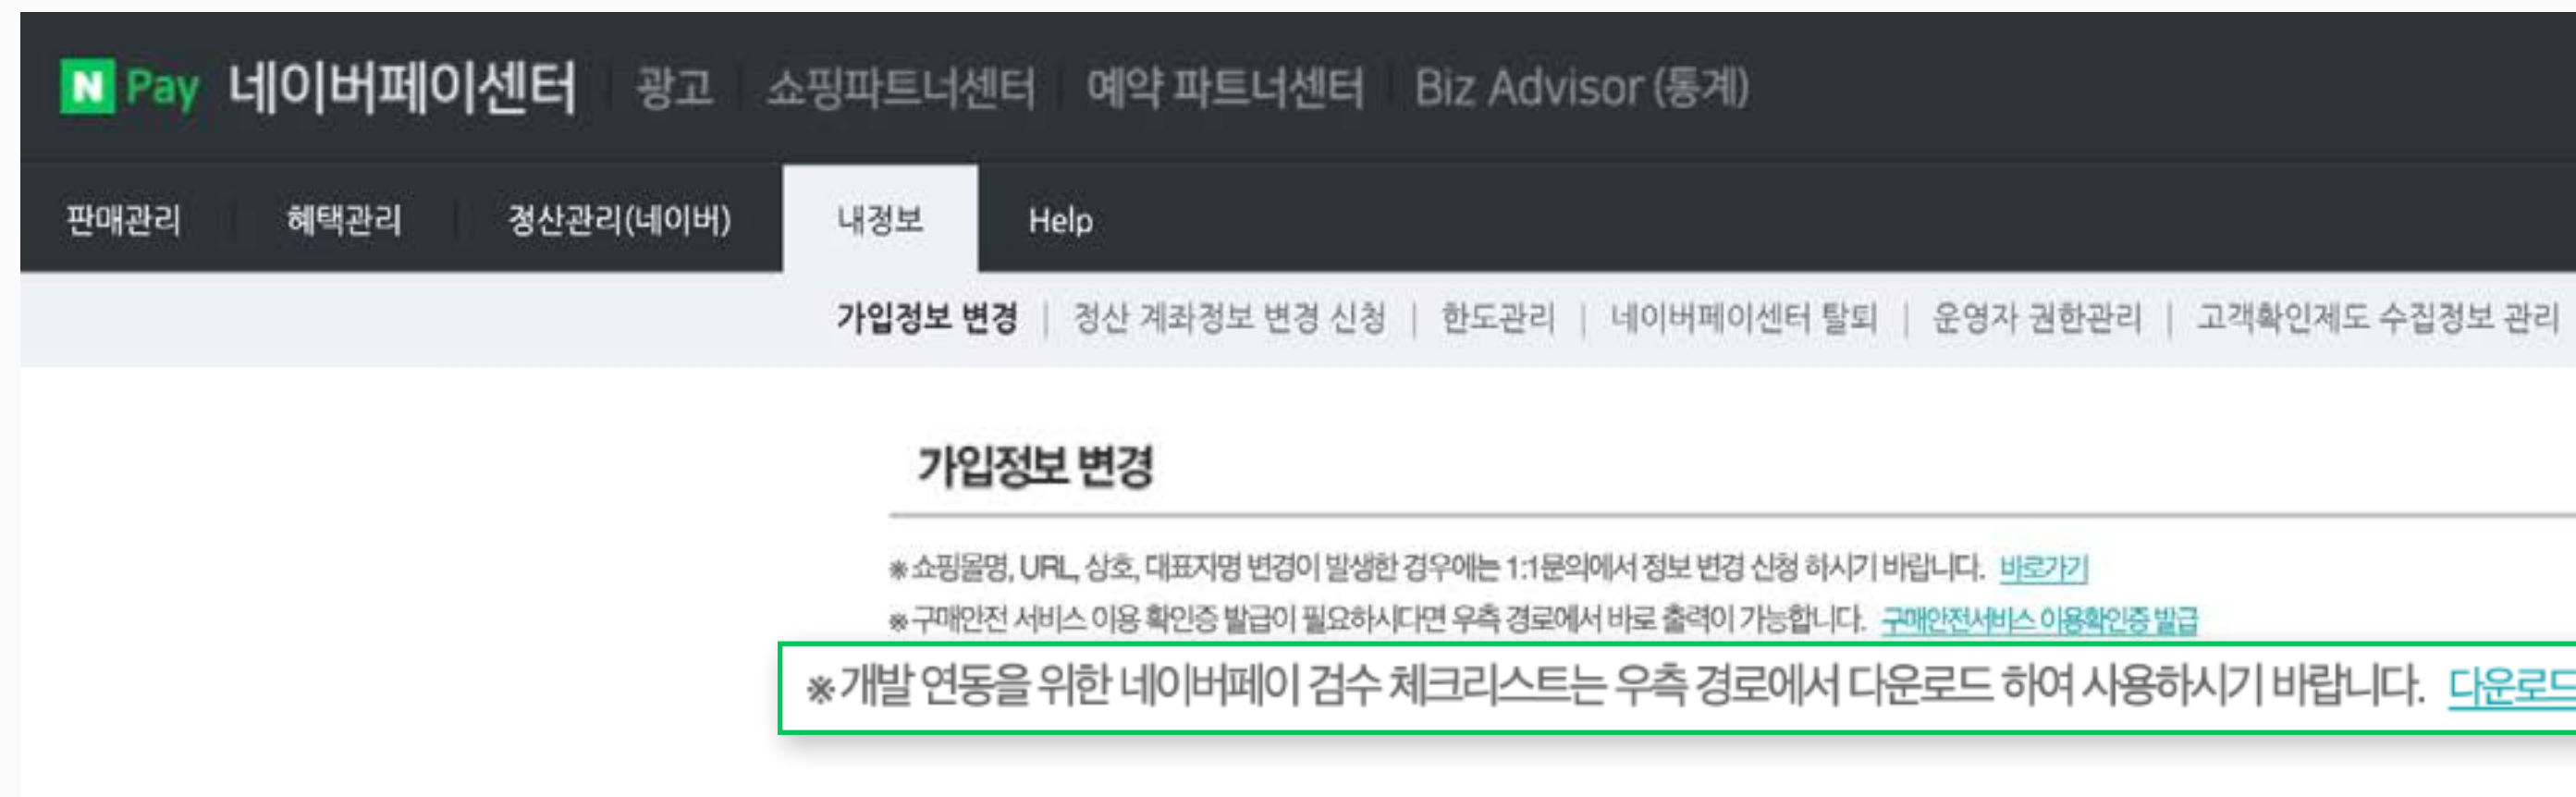 N Pay 네이버페이센터 광고 쇼핑파트너센터 예약 파트너센터 Biz Advisor (통계)
판매관리 혜택관리 정산관리(네이버) 내정보 Help
가입정보 변경 | 정산 계좌정보 변경 신청 | 한도관리 | 네이버페이센터 탈퇴 | 운영자 권한관리 | 고객확인제도 수집정보 관리
가입정보 변경
※ 쇼핑몰명, URL, 상호, 대표자명 변경이 발생한 경우에는 1:1문의에서 정보 변경 신청 하시기 바랍니다. 바로가기
※ 구매안전 서비스 이용 확인증 발급이 필요하시다면 우측 경로에서 바로 출력이 가능합니다. 구매안전서비스 이용확인증 발급
※ 개발 연동을 위한 네이버페이 검수 체크리스트는 우측 경로에서 다운로드 하여 사용하시기 바랍니다. 다운로드